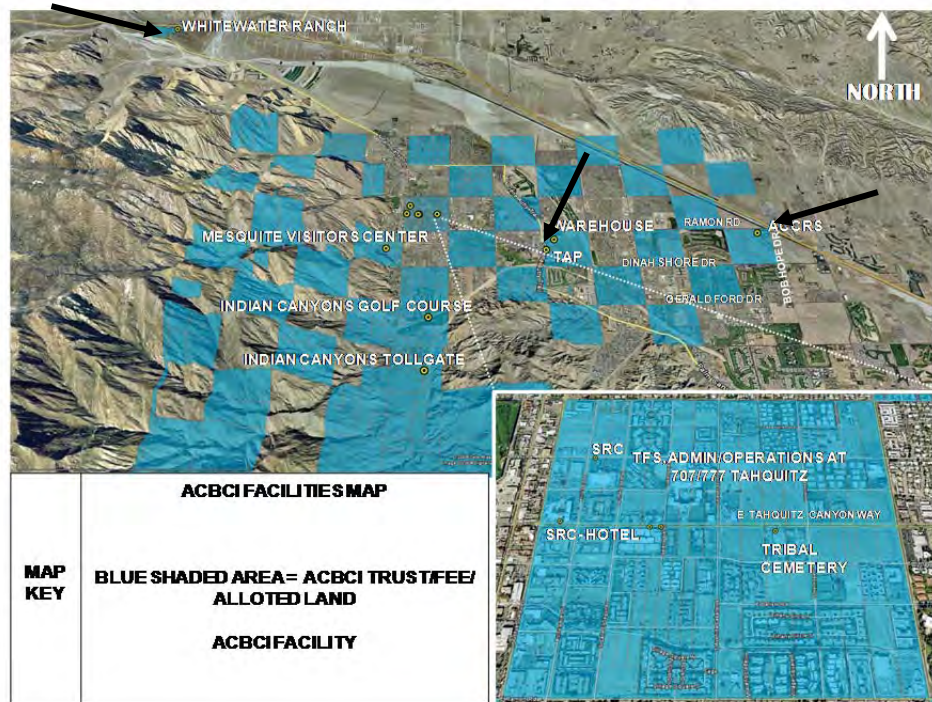 WHITEWATER RANCH
NORTH
WAREHOUSE
RAMON RD
ACCRS
MESQUITE VISITORS CENTER
TAP
DINAH SHORE DR
BOB HOPE DR
GERALD FORD DR
INDIAN CANYONS GOLF COURSE
INDIAN CANYONS TOLLGATE
SRC
TFS, ADMIN/OPERATIONS AT
707/777 TAHQUITZ
E TAHQUITZ CANYON WAY
SRC-HOTEL
TRIBAL
CEMETERY
ACBCI FACILITIES MAP
MAP
KEY
BLUE SHADED AREA = ACBCI TRUST/FEE/
ALLOTED LAND
ACBCI FACILITY